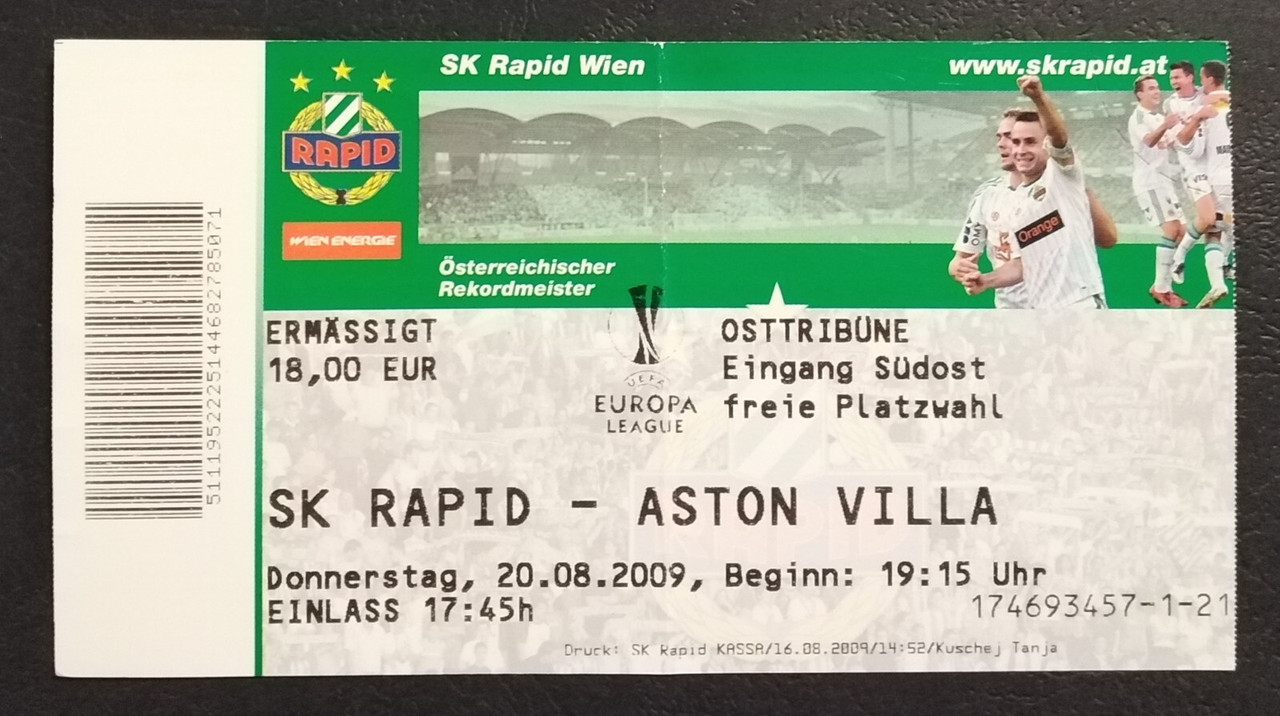 SK Rapid Wien
www.skrapid.at
RAPID
WIEN ENERGIE
Orange
Österreichischer
Rekordmeister
ERMÄSSIGT
18,00 EUR
UEFA
EUROPA
LEAGUE
OSTTRIBÜNE
Eingang Südost
freie Platzwahl
SK RAPID - ASTON VILLA
Donnerstag, 20.08.2009, Beginn: 19:15 Uhr
EINLASS 17:45h
174693457-1-21
Druck: SK Rapid KASSA/16.08.2009/14:52/Kuschej Tanja
51119522225144682785071